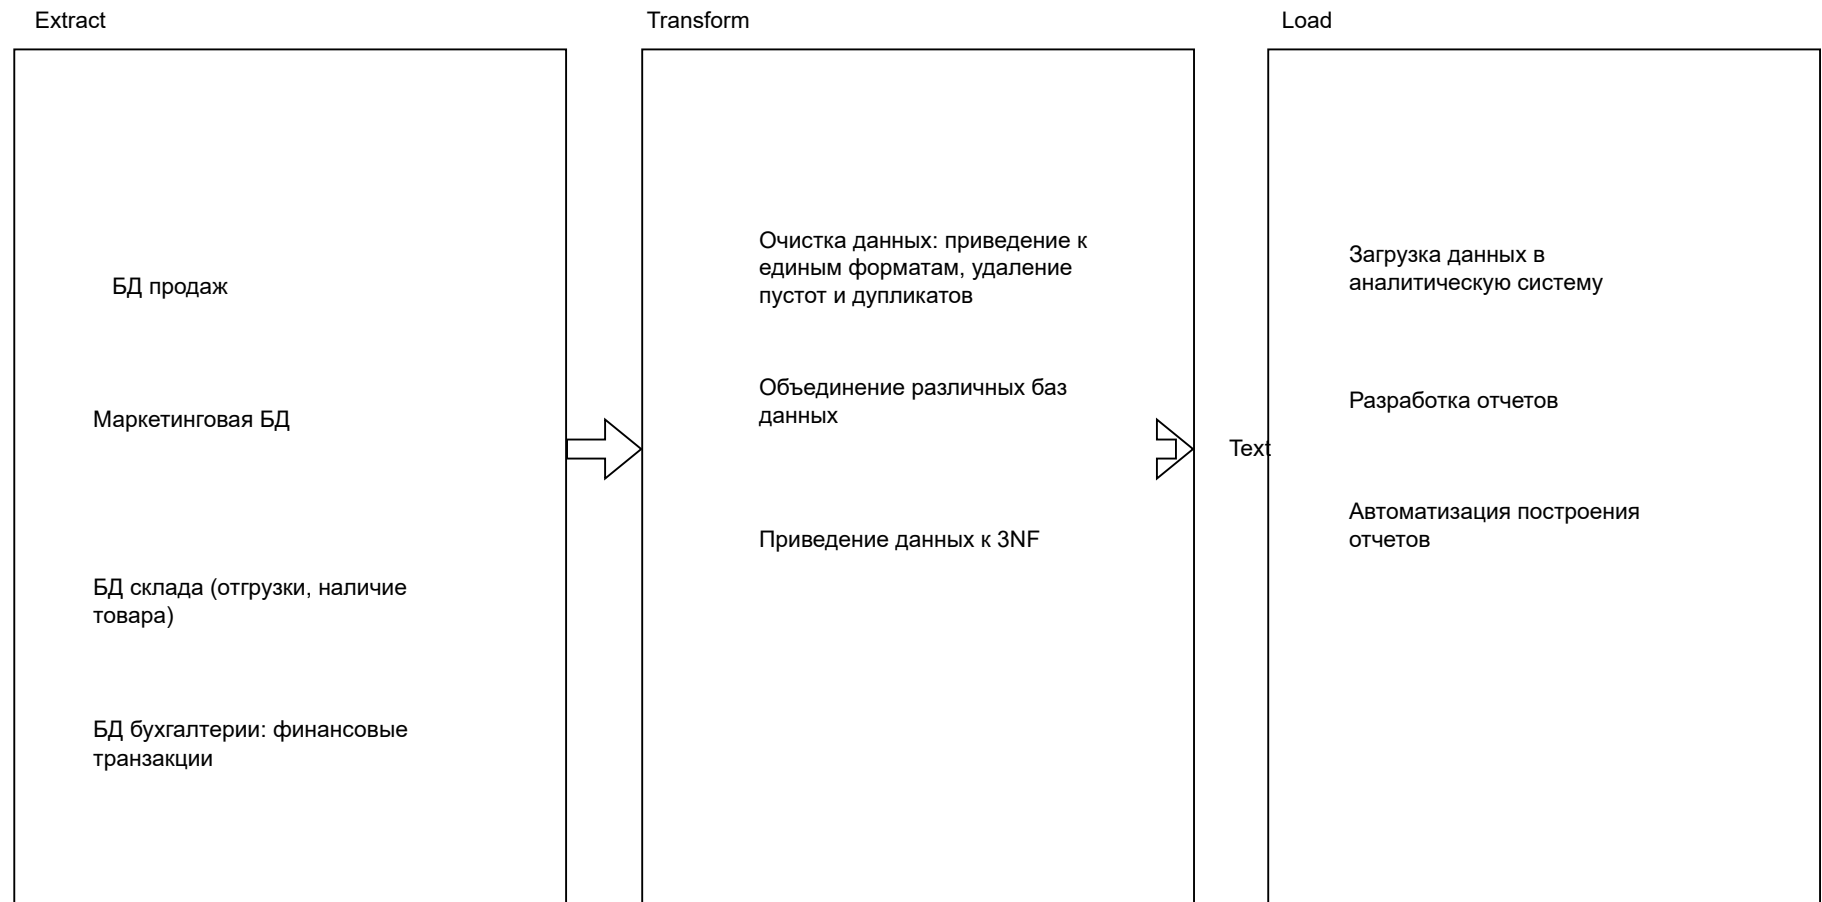 Extract
Transform
Load
БД продаж
Маркетинговая БД
БД склада (отгрузки, наличие
товара)
БД бухгалтерии: финансовые
транзакции
Очистка данных: приведение к
единым форматам, удаление
пустот и дупликатов
Объединение различных баз
данных
Приведение данных к 3NF
Text
Загрузка данных в
аналитическую систему
Разработка отчетов
Автоматизация построения
отчетов